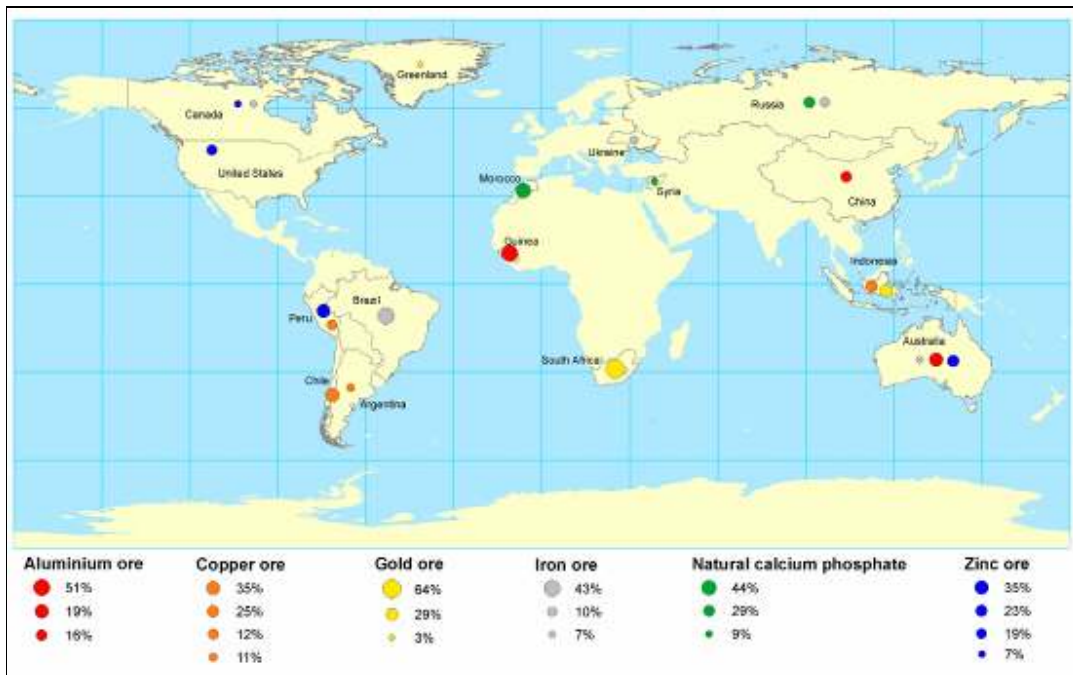 Greenland
Canada
Russia
Ukraine
United States
Morocco
Syria
China
Guinea
Indonesia
Brazil
Peru
Australia
South Africa
Chile
Argentina
Aluminium ore
51%
19%
16%
Copper ore
35%
25%
12%
11%
Gold ore
64%
29%
3%
Iron ore
43%
10%
7%
Natural calcium phosphate
44%
29%
9%
Zinc ore
35%
23%
19%
7%